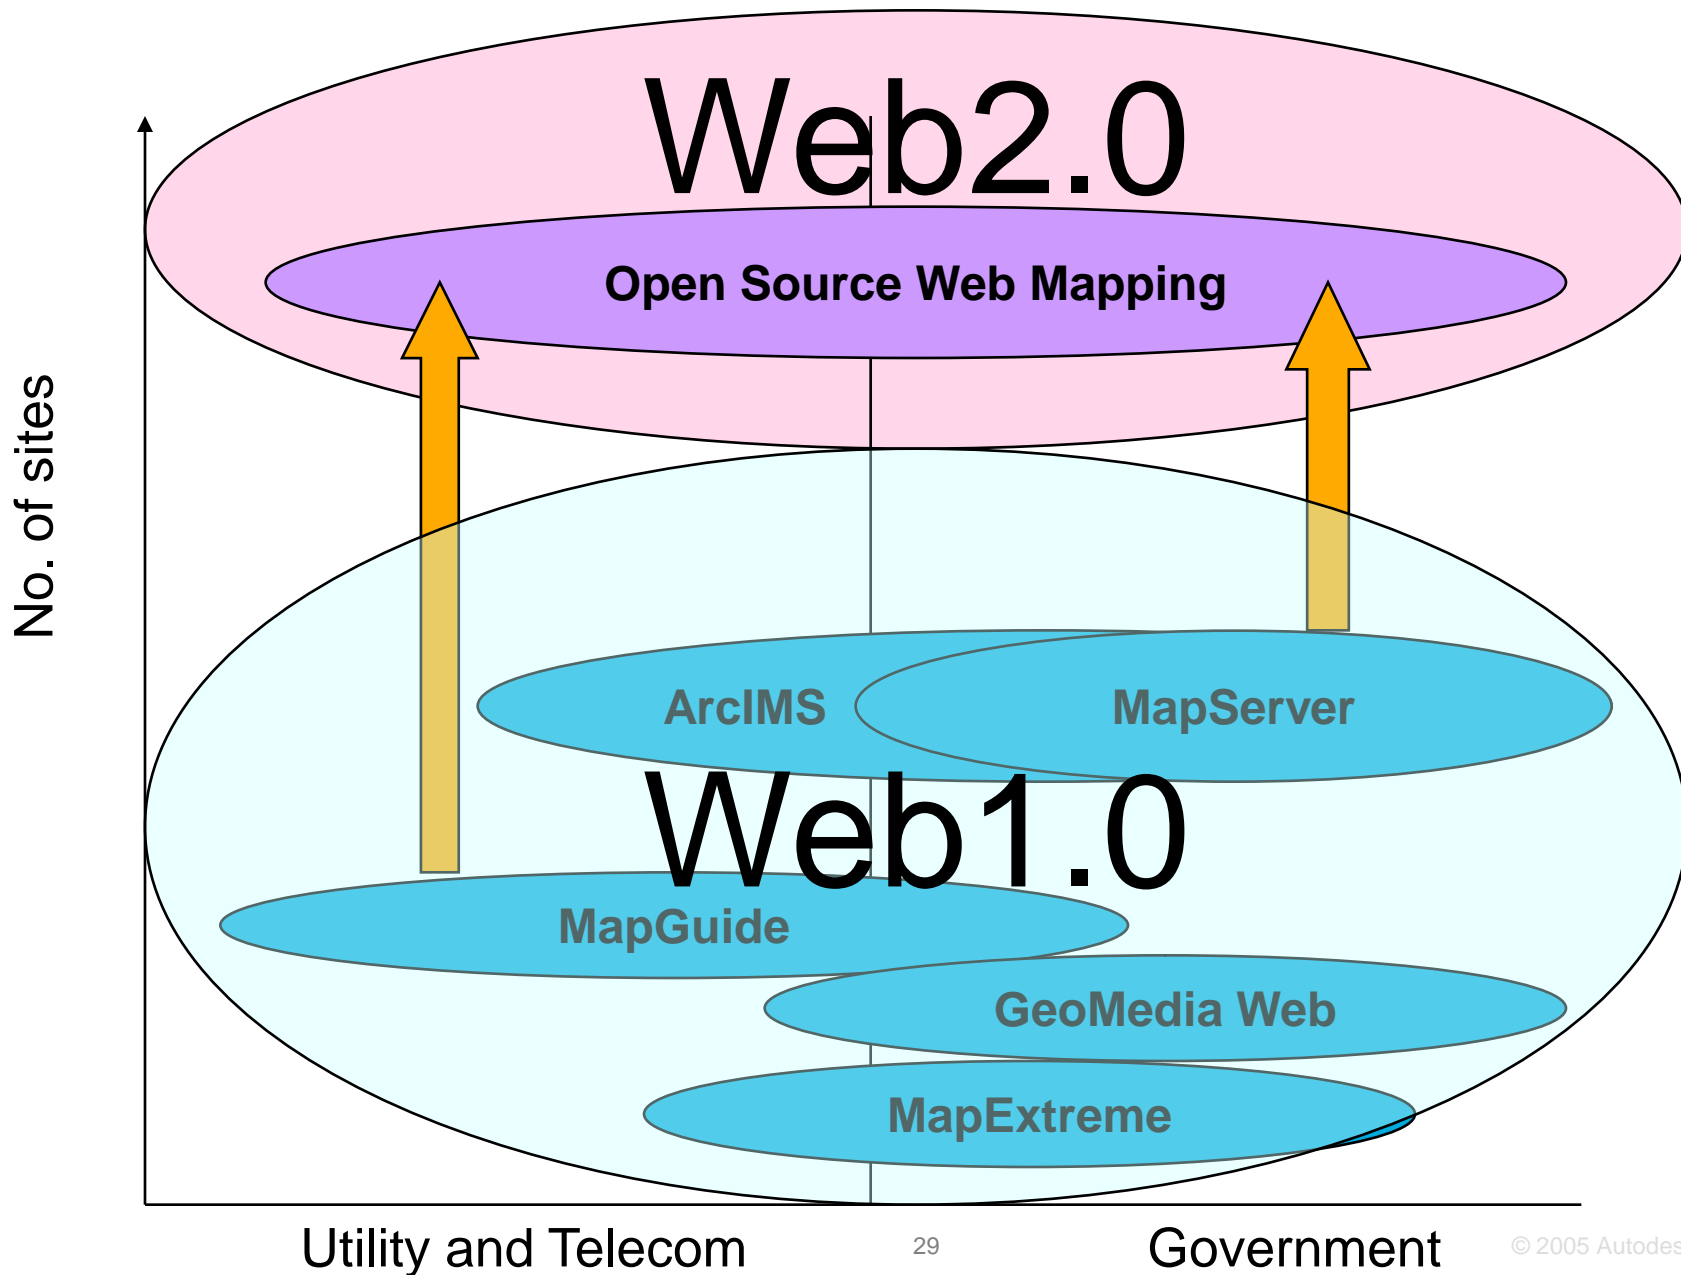 Web2.0
Open Source Web Mapping
No. of sites
ArcIMS
MapServer
Web1.0
MapGuide
GeoMedia Web
MapExtreme
Utility and Telecom
29
Government
© 2005 Autodes